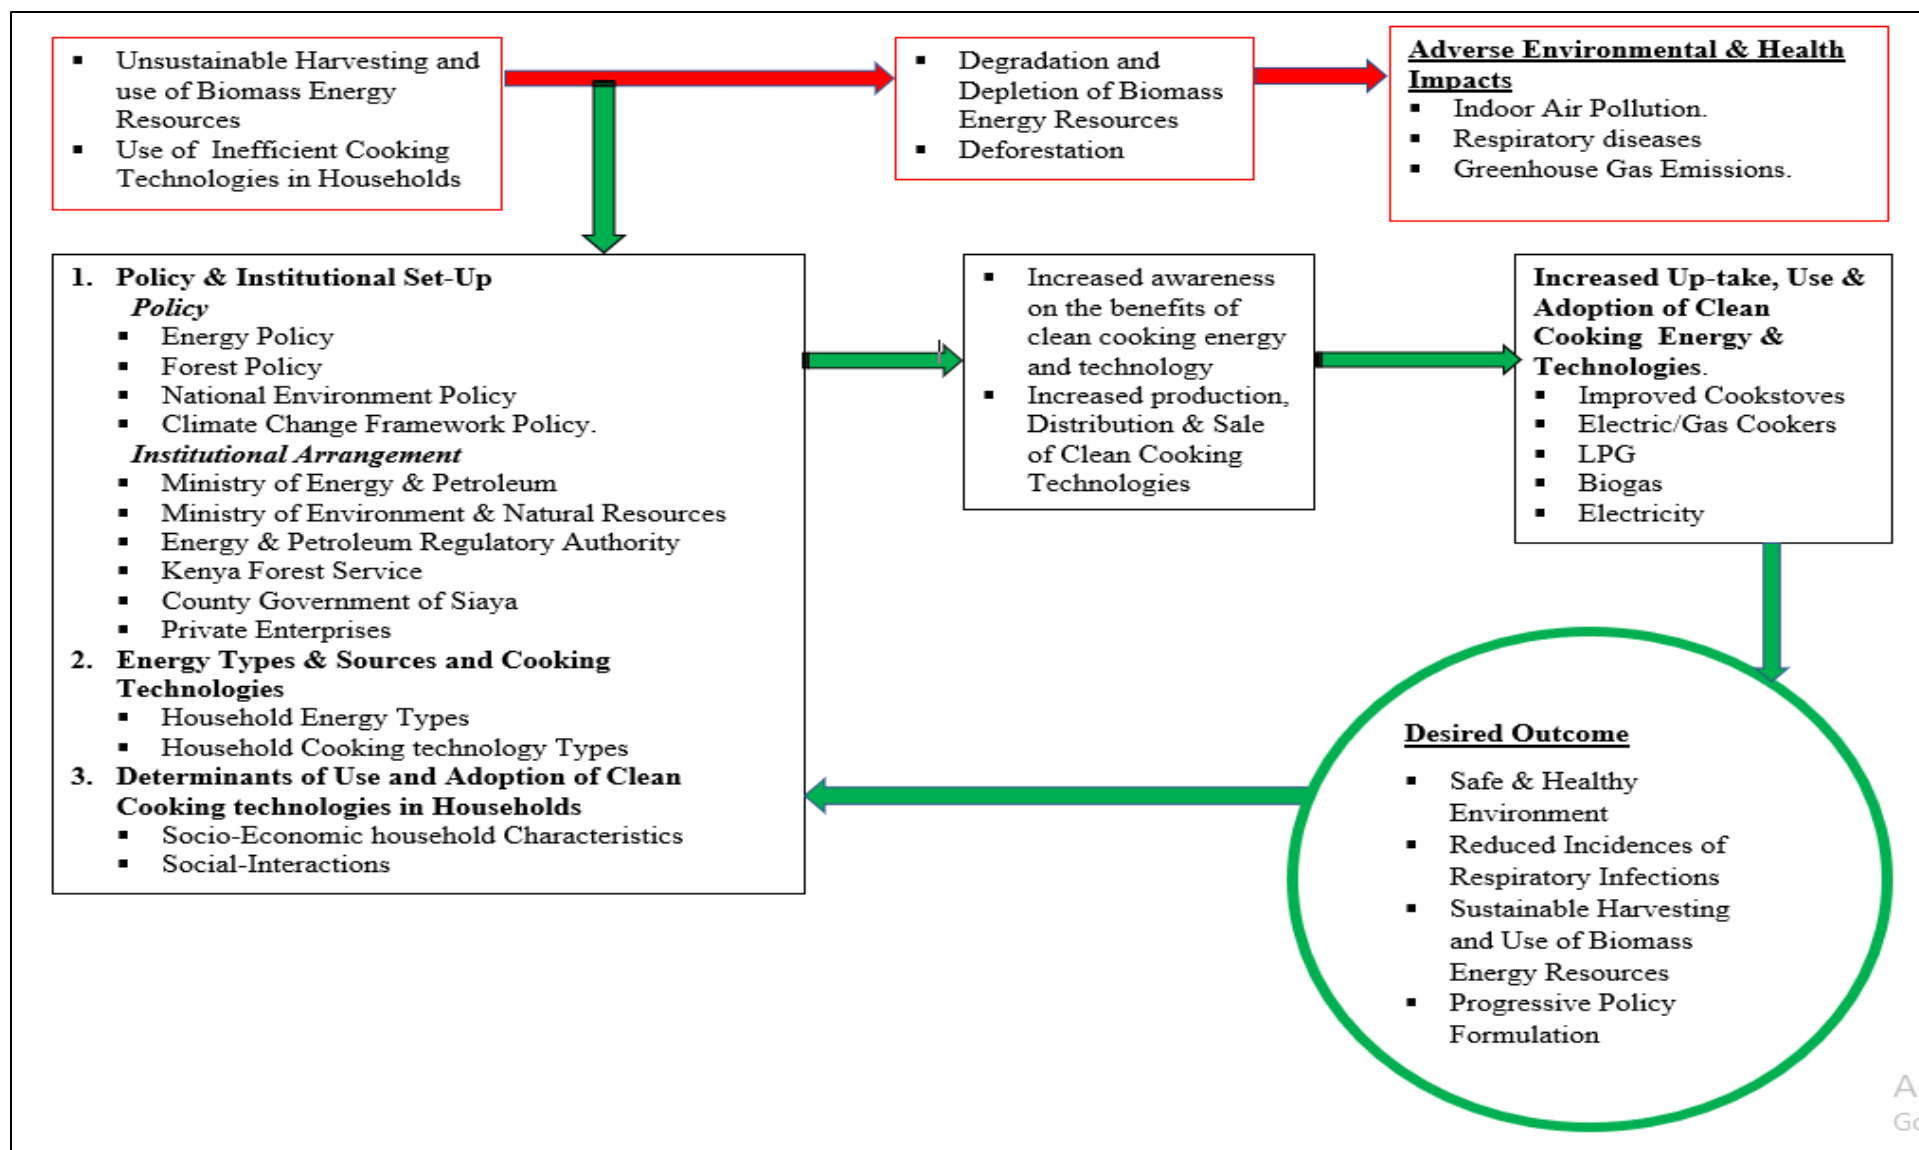 ▪ Unsustainable Harvesting and
use of Biomass Energy
Resources
▪ Use of Inefficient Cooking
Technologies in Households
▪ Degradation and
Depletion of Biomass
Energy Resources
▪ Deforestation
Adverse Environmental & Health
Impacts
▪ Indoor Air Pollution.
▪ Respiratory diseases
▪ Greenhouse Gas Emissions.
1. Policy & Institutional Set-Up
Policy
▪ Energy Policy
▪ Forest Policy
▪ National Environment Policy
▪ Climate Change Framework Policy.
Institutional Arrangement
▪ Ministry of Energy & Petroleum
▪ Ministry of Environment & Natural Resources
▪ Energy & Petroleum Regulatory Authority
▪ Kenya Forest Service
▪ County Government of Siaya
▪ Private Enterprises
2. Energy Types & Sources and Cooking
Technologies
▪ Household Energy Types
▪ Household Cooking technology Types
3. Determinants of Use and Adoption of Clean
Cooking technologies in Households
▪ Socio-Economic household Characteristics
▪ Social-Interactions
▪ Increased awareness
on the benefits of
clean cooking energy
and technology
▪ Increased production,
Distribution & Sale
of Clean Cooking
Technologies
Increased Up-take, Use &
Adoption of Clean
Cooking Energy &
Technologies.
▪ Improved Cookstoves
▪ Electric/Gas Cookers
▪ LPG
▪ Biogas
▪ Electricity
Desired Outcome
▪ Safe & Healthy
Environment
▪ Reduced Incidences of
Respiratory Infections
▪ Sustainable Harvesting
and Use of Biomass
Energy Resources
▪ Progressive Policy
Formulation